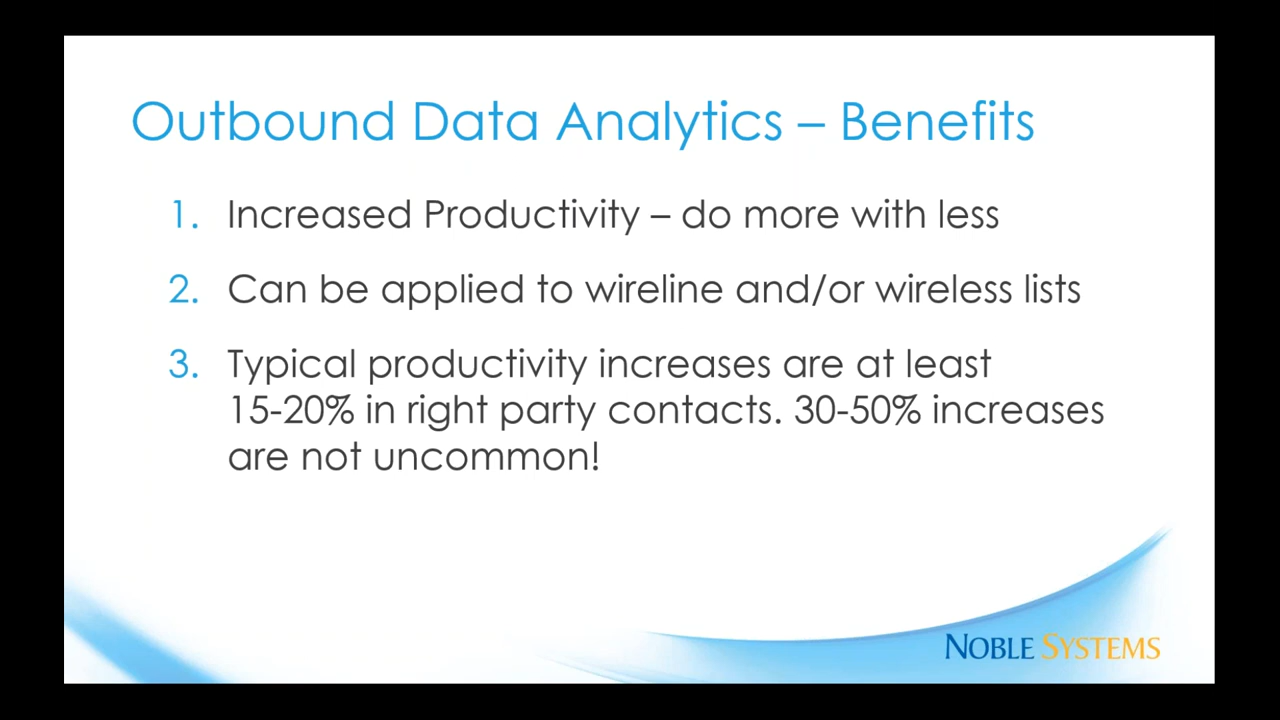 Outbound Data Analytics – Benefits
1. Increased Productivity – do more with less
2. Can be applied to wireline and/or wireless lists
3. Typical productivity increases are at least
15-20% in right party contacts. 30-50% increases
are not uncommon!
NOBLE SYSTEMS